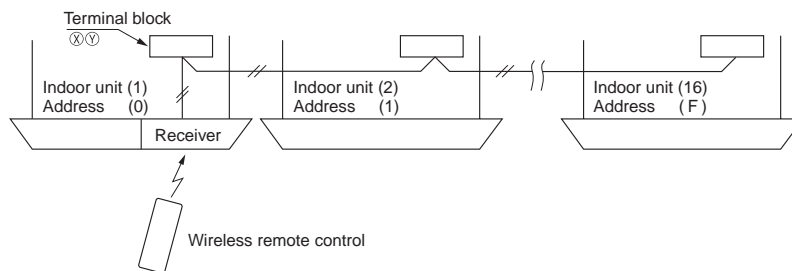 Terminal block
ⓍⓎ
Indoor unit (1)
Address (0)
Indoor unit (2)
Address (1)
Indoor unit (16)
Address (F)
Receiver
Wireless remote control